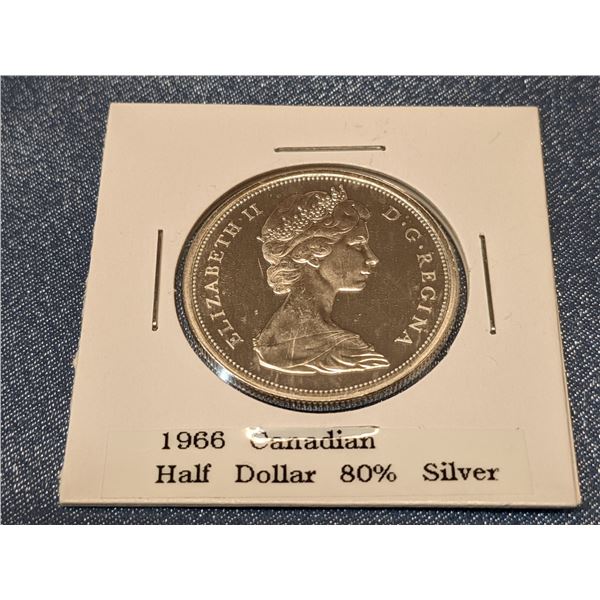 ELIZABETH II D·G·REGINA
1966 Canadian
Half Dollar 80% Silver